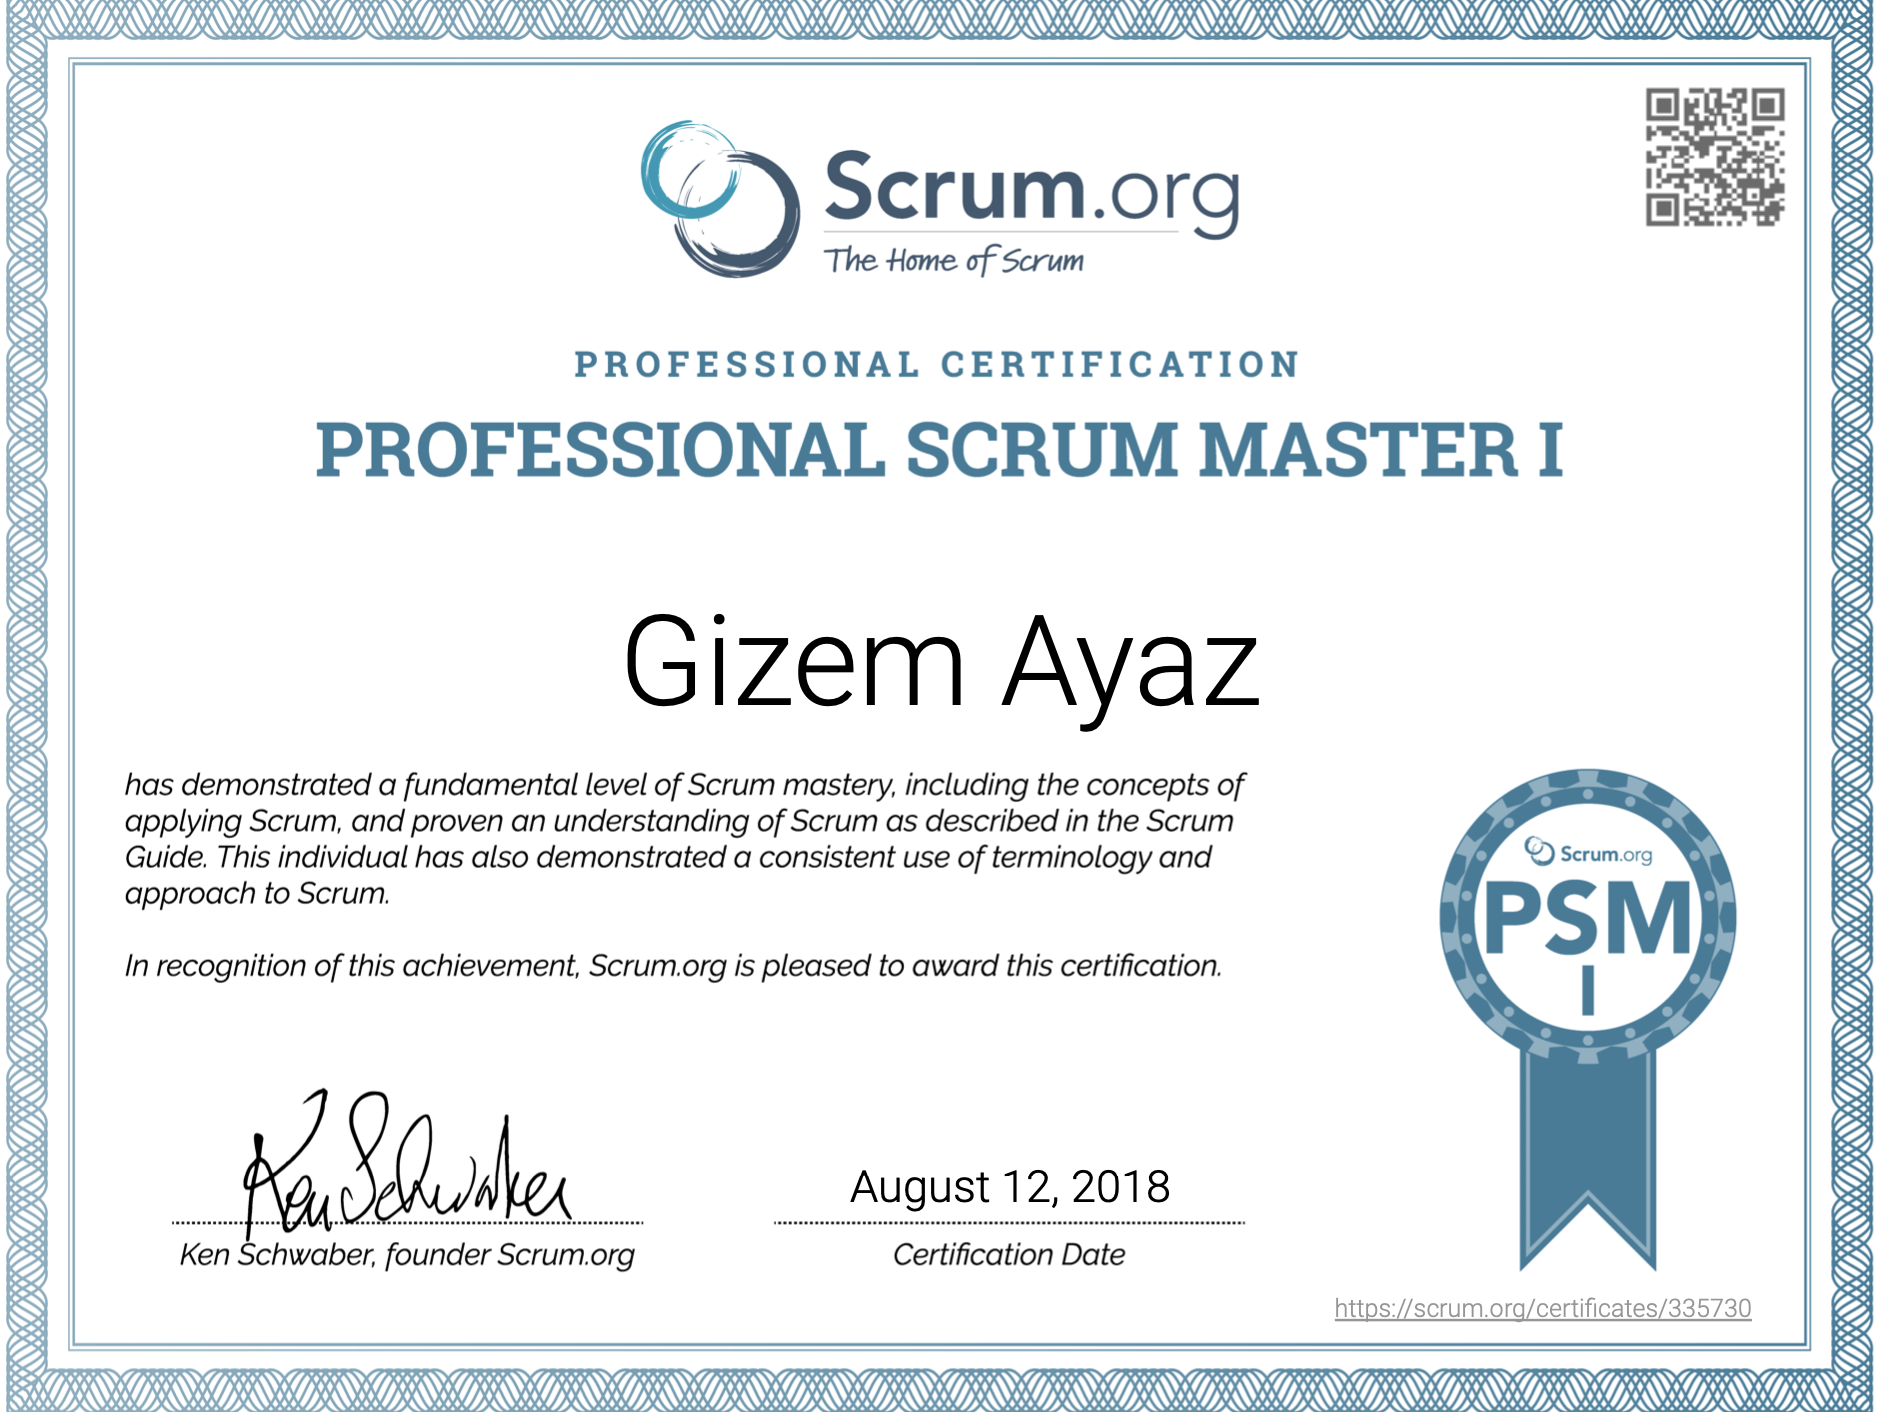 Scrum.org
The Home of Scrum
PROFESSIONAL CERTIFICATION
PROFESSIONAL SCRUM MASTER I
Gizem Ayaz
has demonstrated a fundamental level of Scrum mastery, including the concepts of
applying Scrum, and proven an understanding of Scrum as described in the Scrum
Guide. This individual has also demonstrated a consistent use of terminology and
approach to Scrum.
In recognition of this achievement, Scrum.org is pleased to award this certification.
Scrum.org
PSM
I
Ken Schwaber
Ken Schwaber, founder Scrum.org
August 12, 2018
Certification Date
https://scrum.org/certificates/335730